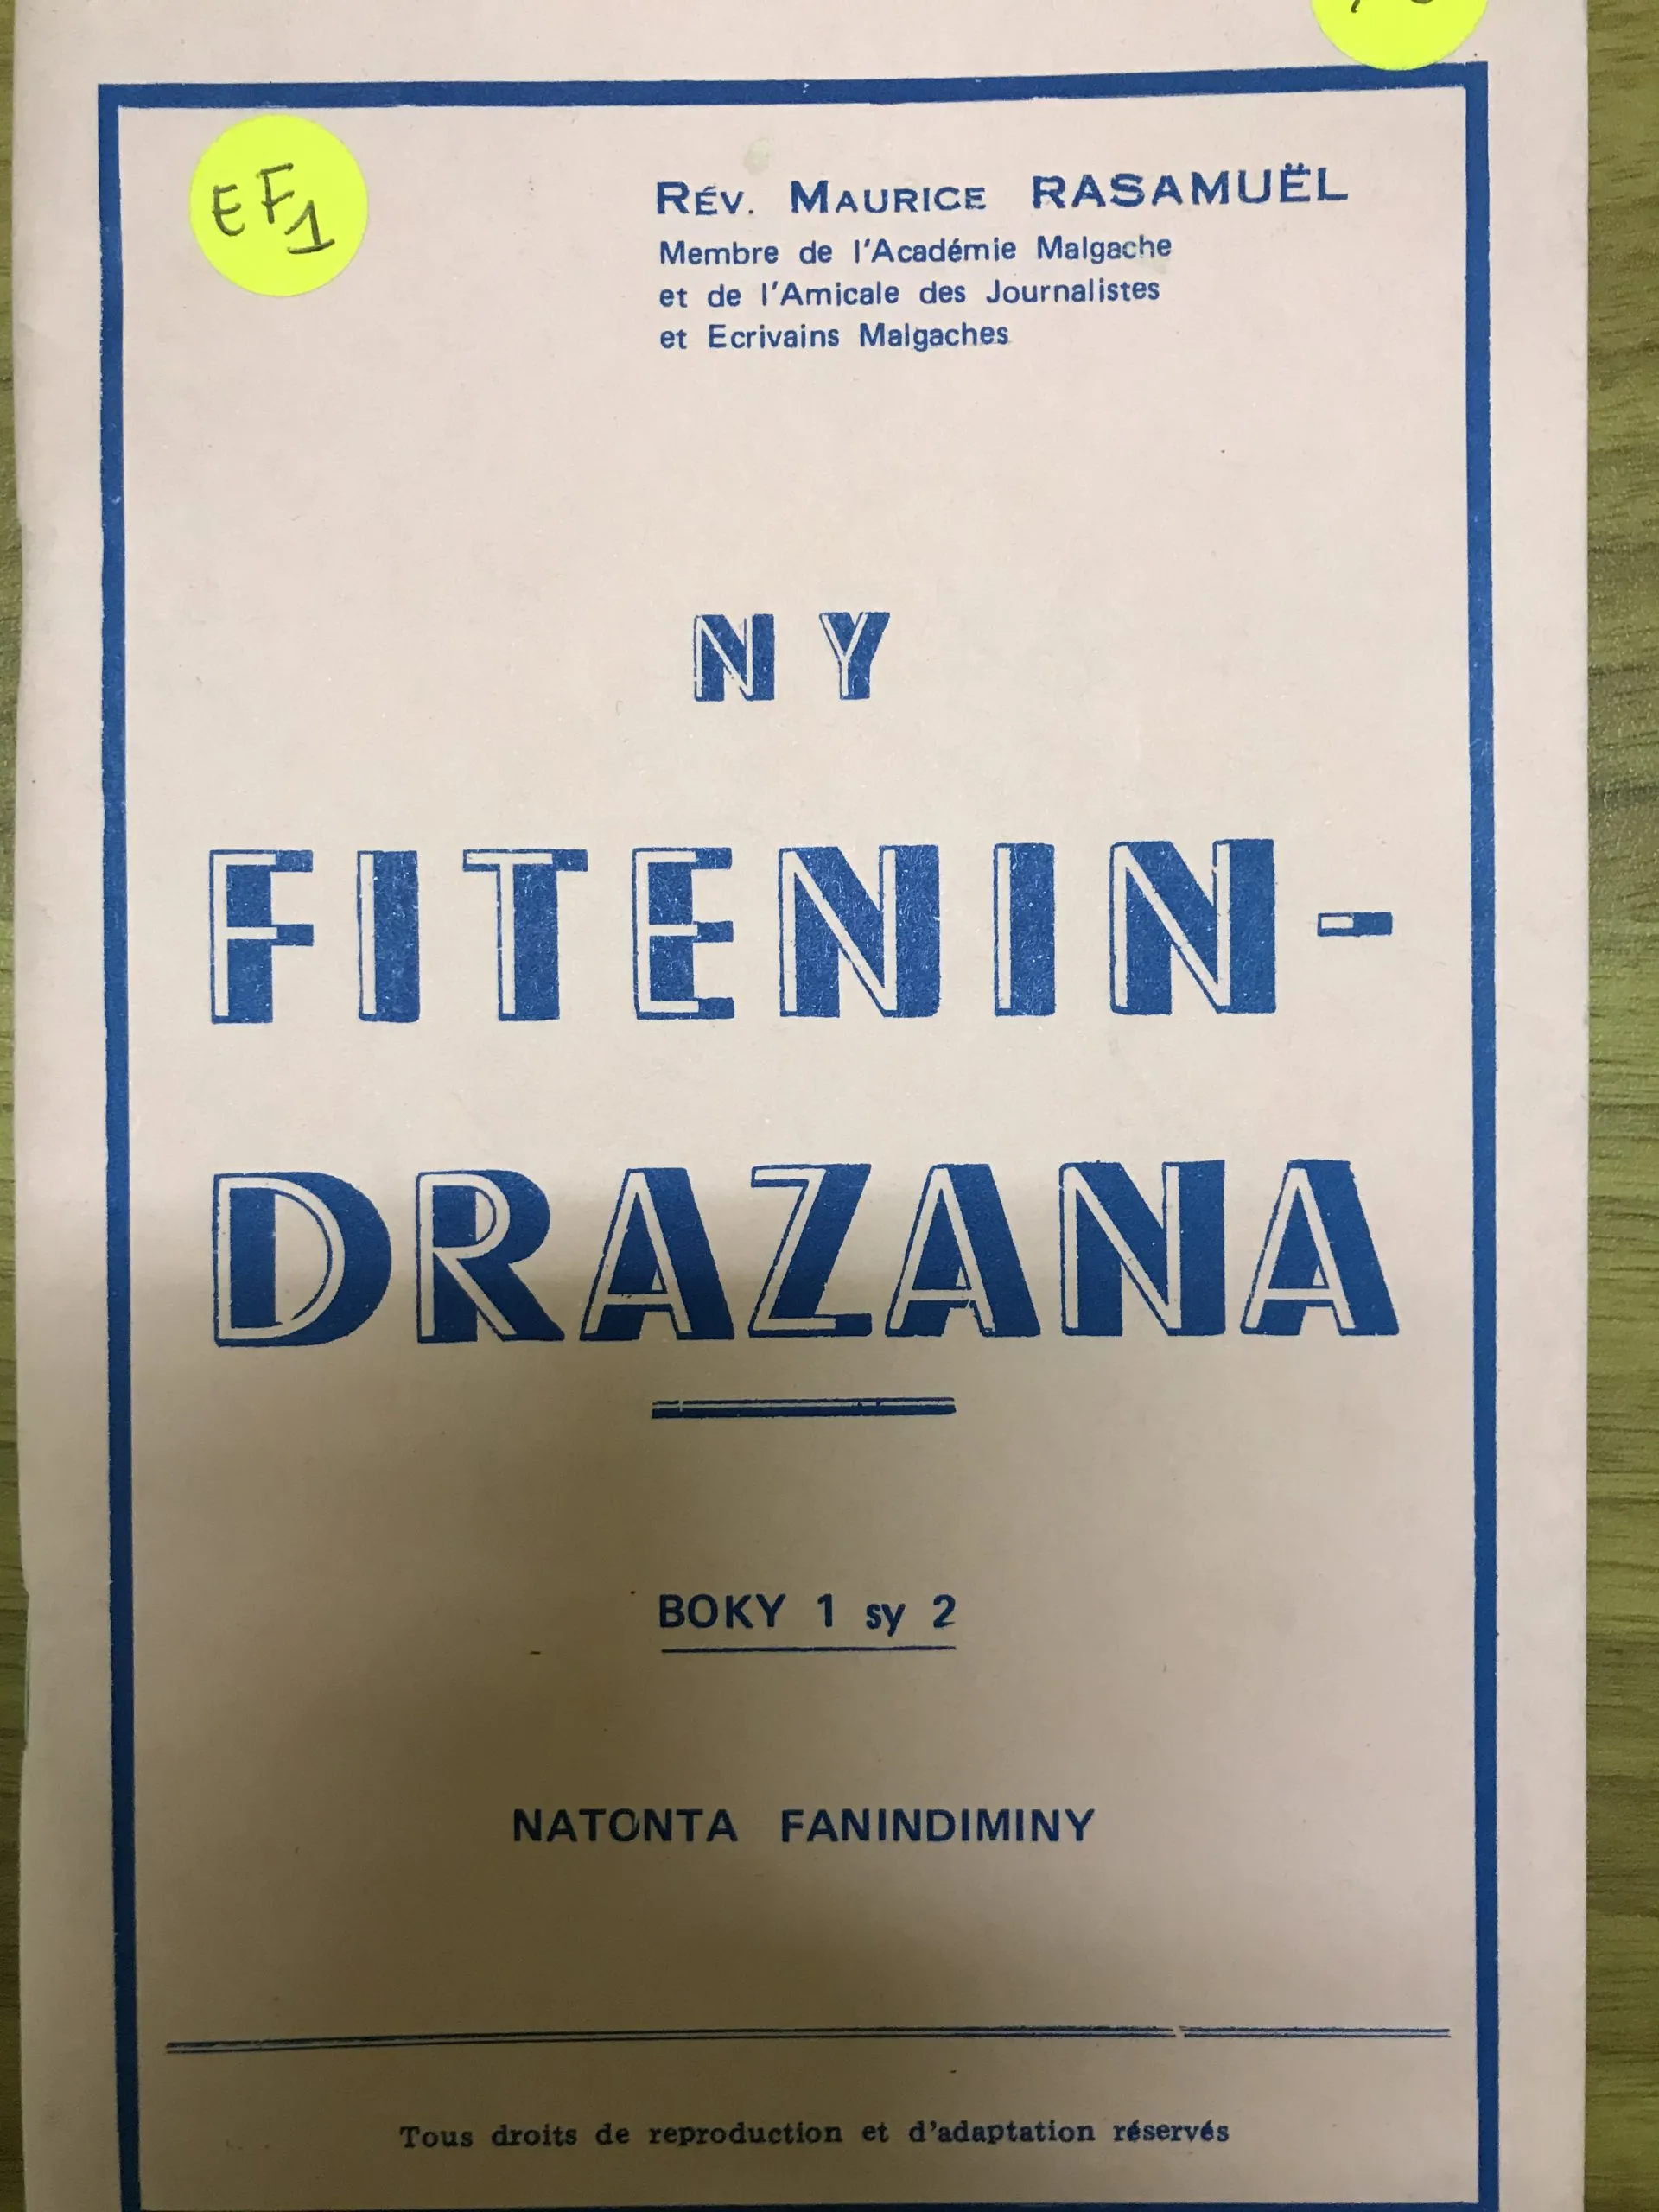 EF1
RÉV. MAURICE RASAMUËL
Membre de l'Académie Malgache
et de l'Amicale des Journalistes
et Ecrivains Malgaches
NY
FITENIN-
DRAZANA
BOKY 1 sy 2
NATONTA FANINDIMINY
Tous droits de reproduction et d'adaptation réservés